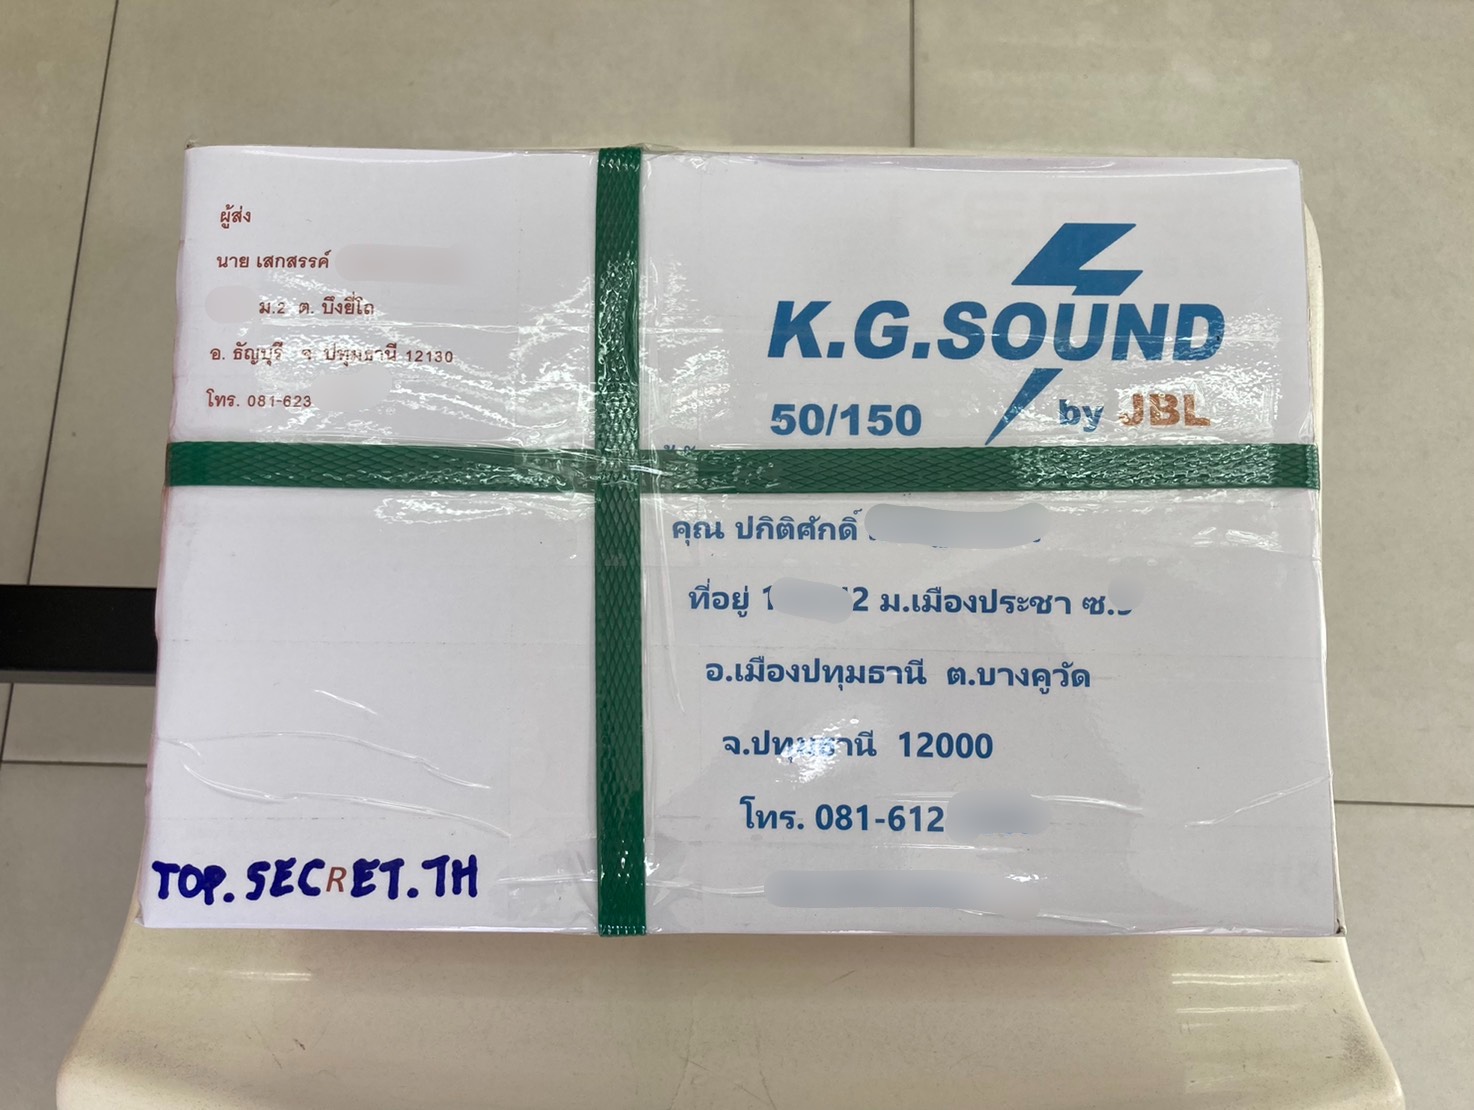 ผู้ส่ง
นาย เสกสรรค์
ม.2 ต. บึงยี่โถ
อ. ธัญบุรี จ. ปทุมธานี 12130
โทร. 081-623
K.G.SOUND
50/150 by JBL
คุณ ปกิติศักดิ์
ที่อยู่ ม.เมืองประชา ซ.
อ.เมืองปทุมธานี ต.บางคูวัด
จ.ปทุมธานี 12000
โทร. 081-612
TOP.SECRET.TH